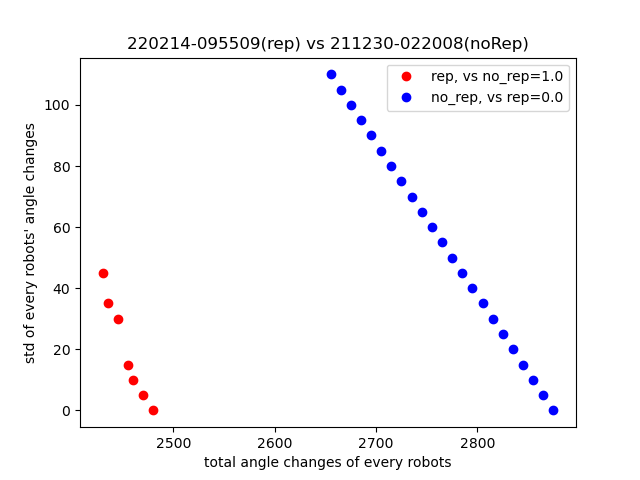 220214-095509(rep) vs 211230-022008(noRep)
rep, vs no_rep=1.0
no_rep, vs rep=0.0
std of every robots' angle changes
100
80
60
40
20
0
2500 2600 2700 2800
total angle changes of every robots